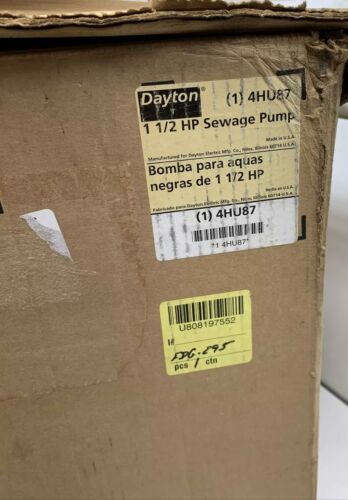 Dayton (1) 4HU87
1 1/2 HP Sewage Pump
Made in U.S.A.
Manufactured for Dayton Electric Mfg. Co., Niles, Illinois 60714 U.S.A.
Bomba para aguas
negras de 1 1/2 HP
Hecho en U.S.A.
Fabricado para Dayton Electric Mfg. Co., Niles, Illinois 60714 U.S.A.
(1) 4HU87
"1 4HU87"
U808197552
I#
pcs 1 ctn